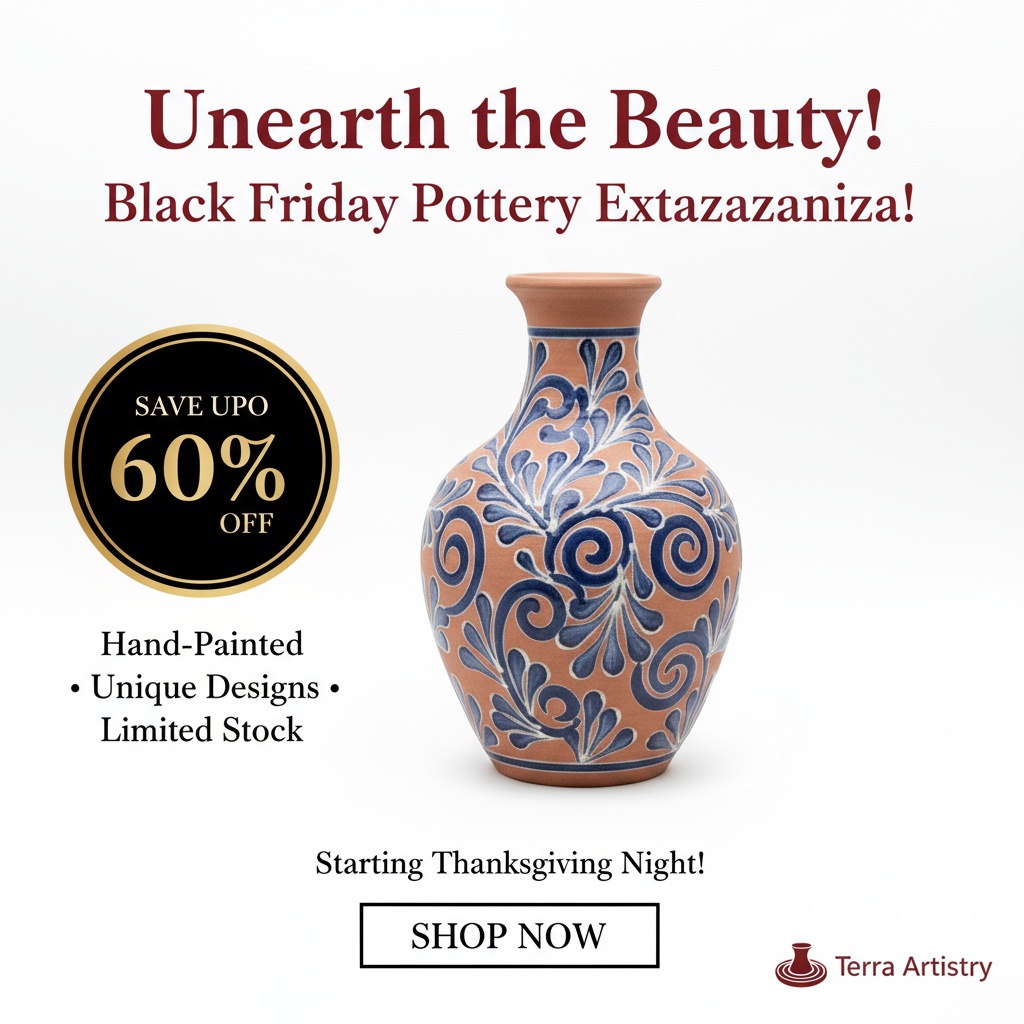 Unearth the Beauty!
Black Friday Pottery Extazazaniza!
SAVE UPO
60%
OFF
Hand-Painted
• Unique Designs •
Limited Stock
Starting Thanksgiving Night!
SHOP NOW
Terra Artistry